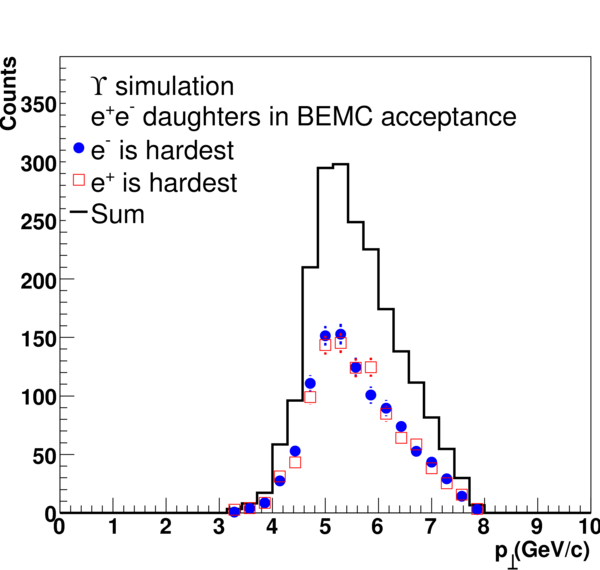 ϒ simulation
e⁺e⁻ daughters in BEMC acceptance
e⁻ is hardest
e⁺ is hardest
Sum
Counts
350
300
250
200
150
100
50
0
0 1 2 3 4 5 6 7 8 9 10
p⊥(GeV/c)